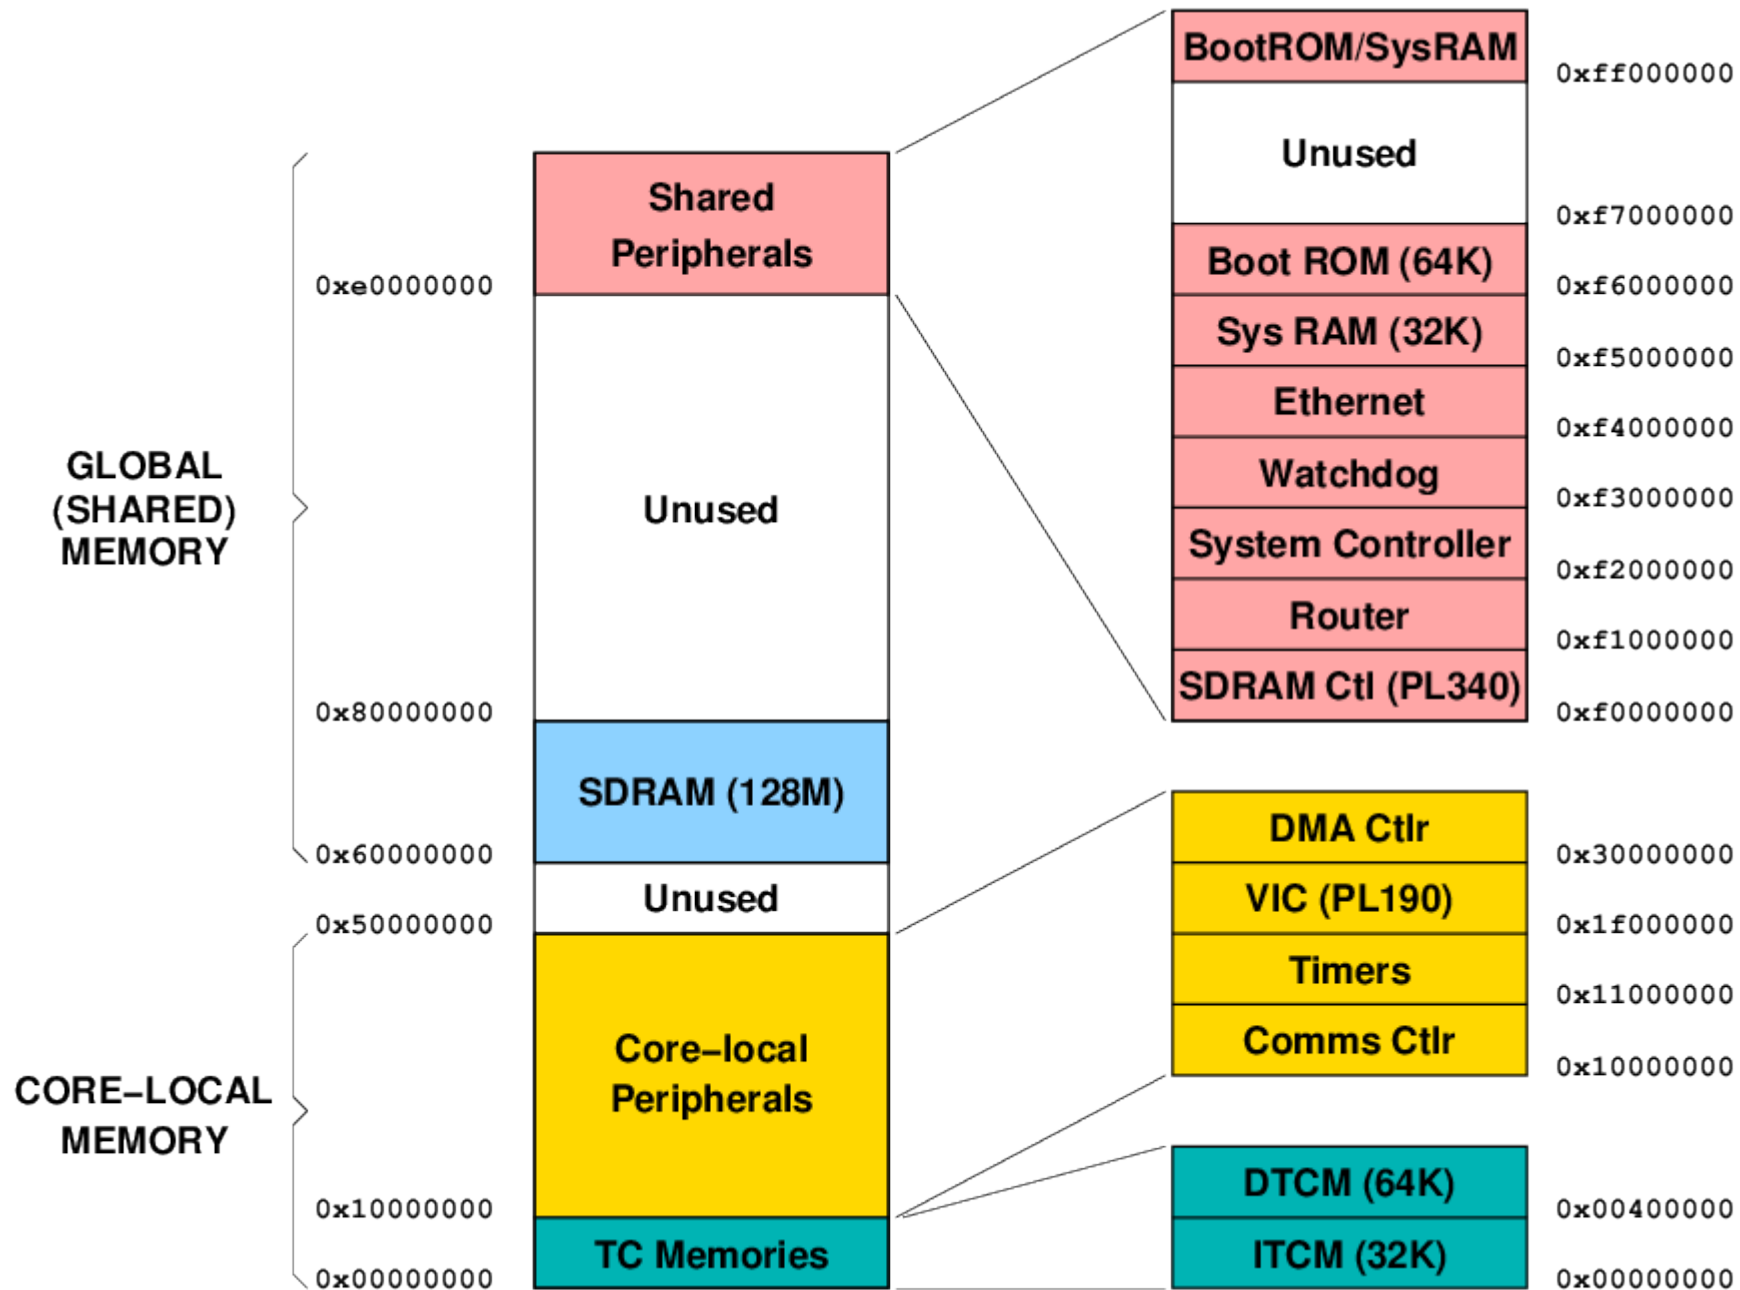 GLOBAL
(SHARED)
MEMORY
CORE–LOCAL
MEMORY
0xe0000000
0x80000000
0x60000000
0x50000000
0x10000000
0x00000000
Shared
Peripherals
Unused
SDRAM (128M)
Unused
Core–local
Peripherals
TC Memories
BootROM/SysRAM
0xff000000
Unused
0xf7000000
Boot ROM (64K)
0xf6000000
Sys RAM (32K)
0xf5000000
Ethernet
0xf4000000
Watchdog
0xf3000000
System Controller
0xf2000000
Router
0xf1000000
SDRAM Ctl (PL340)
0xf0000000
DMA Ctlr
0x30000000
VIC (PL190)
0x1f000000
Timers
0x11000000
Comms Ctlr
0x10000000
DTCM (64K)
0x00400000
ITCM (32K)
0x00000000